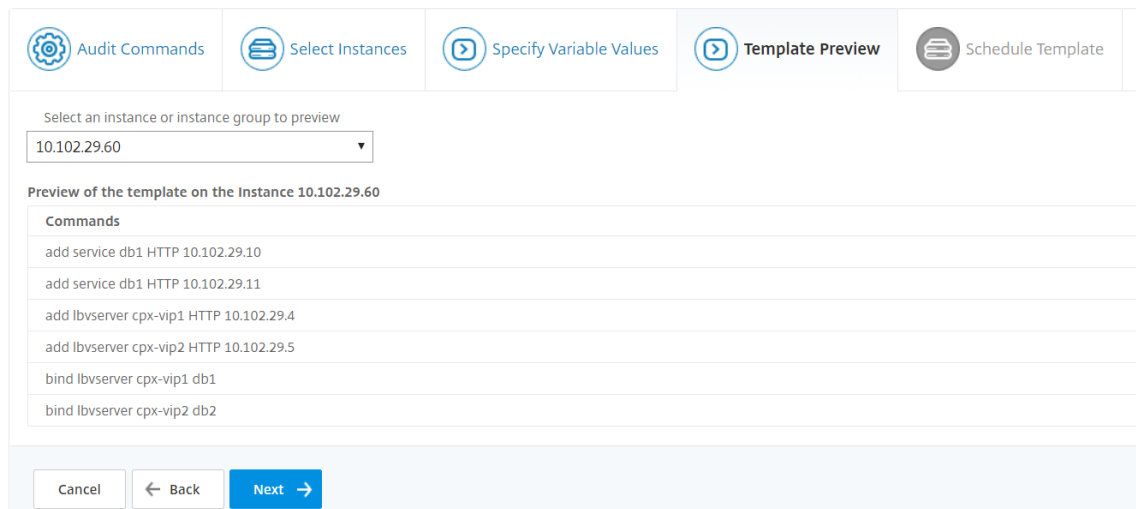 Audit Commands
Select Instances
Specify Variable Values
Template Preview
Schedule Template
Select an instance or instance group to preview
10.102.29.60
Preview of the template on the Instance 10.102.29.60
Commands
add service db1 HTTP 10.102.29.10
add service db1 HTTP 10.102.29.11
add lbvserver cpx-vip1 HTTP 10.102.29.4
add lbvserver cpx-vip2 HTTP 10.102.29.5
bind lbvserver cpx-vip1 db1
bind lbvserver cpx-vip2 db2
Cancel
Back
Next